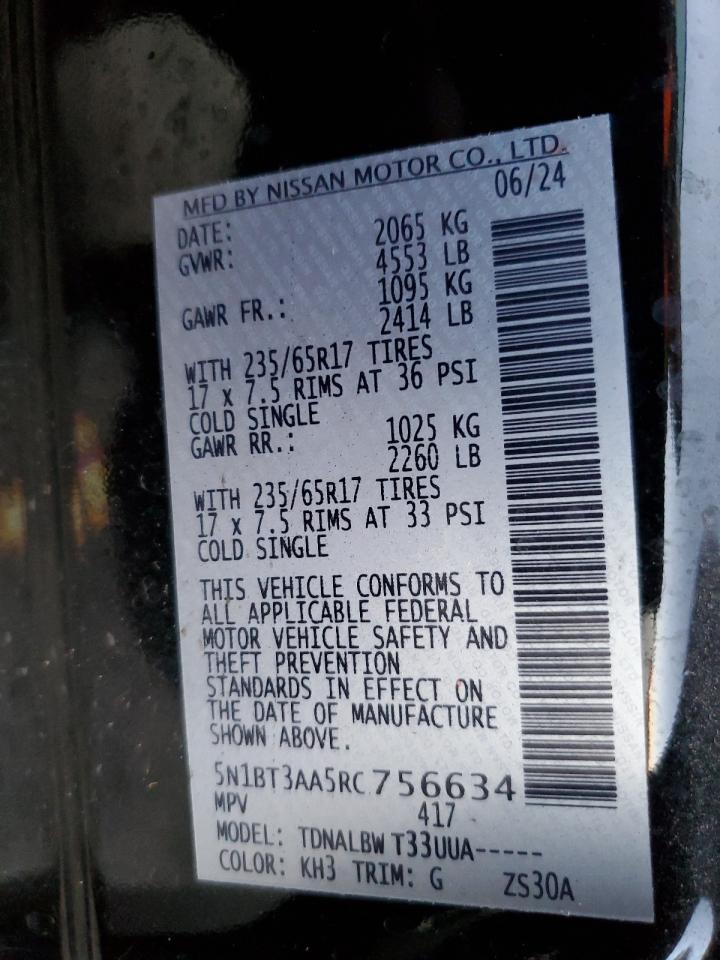 MFD BY NISSAN MOTOR CO., LTD.
DATE: 06/24
GVWR: 2065 KG
4553 LB
GAWR FR.: 1095 KG
2414 LB
WITH 235/65R17 TIRES
17 x 7.5 RIMS AT 36 PSI
COLD SINGLE
GAWR RR.: 1025 KG
2260 LB
WITH 235/65R17 TIRES
17 x 7.5 RIMS AT 33 PSI
COLD SINGLE
THIS VEHICLE CONFORMS TO
ALL APPLICABLE FEDERAL
MOTOR VEHICLE SAFETY AND
THEFT PREVENTION
STANDARDS IN EFFECT ON
THE DATE OF MANUFACTURE
SHOWN ABOVE.
5N1BT3AA5RC756634
MPV 417
MODEL: TDNALBW T33UUA-----
COLOR: KH3 TRIM: G ZS30A